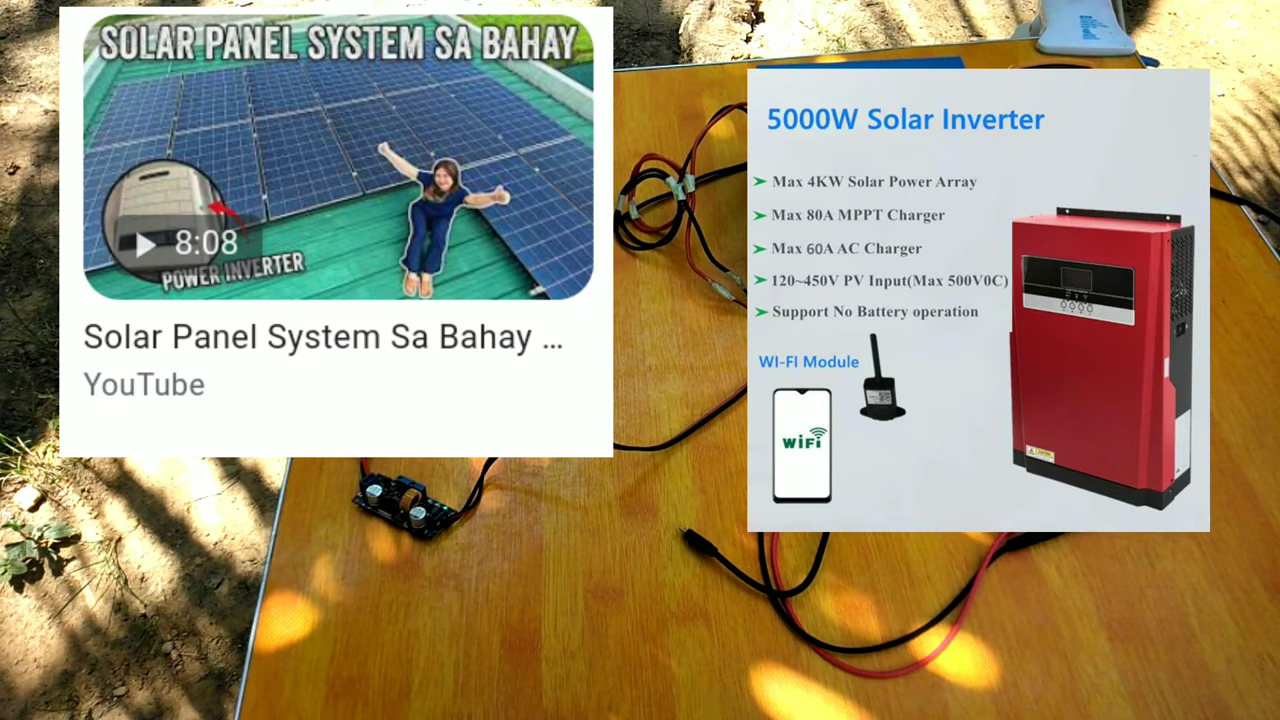 SOLAR PANEL SYSTEM SA BAHAY
8:08
POWER INVERTER
Solar Panel System Sa Bahay ...
YouTube
5000W Solar Inverter
Max 4KW Solar Power Array
Max 80A MPPT Charger
Max 60A AC Charger
120~450V PV Input(Max 500V0C)
Support No Battery operation
WI-FI Module
WiFi